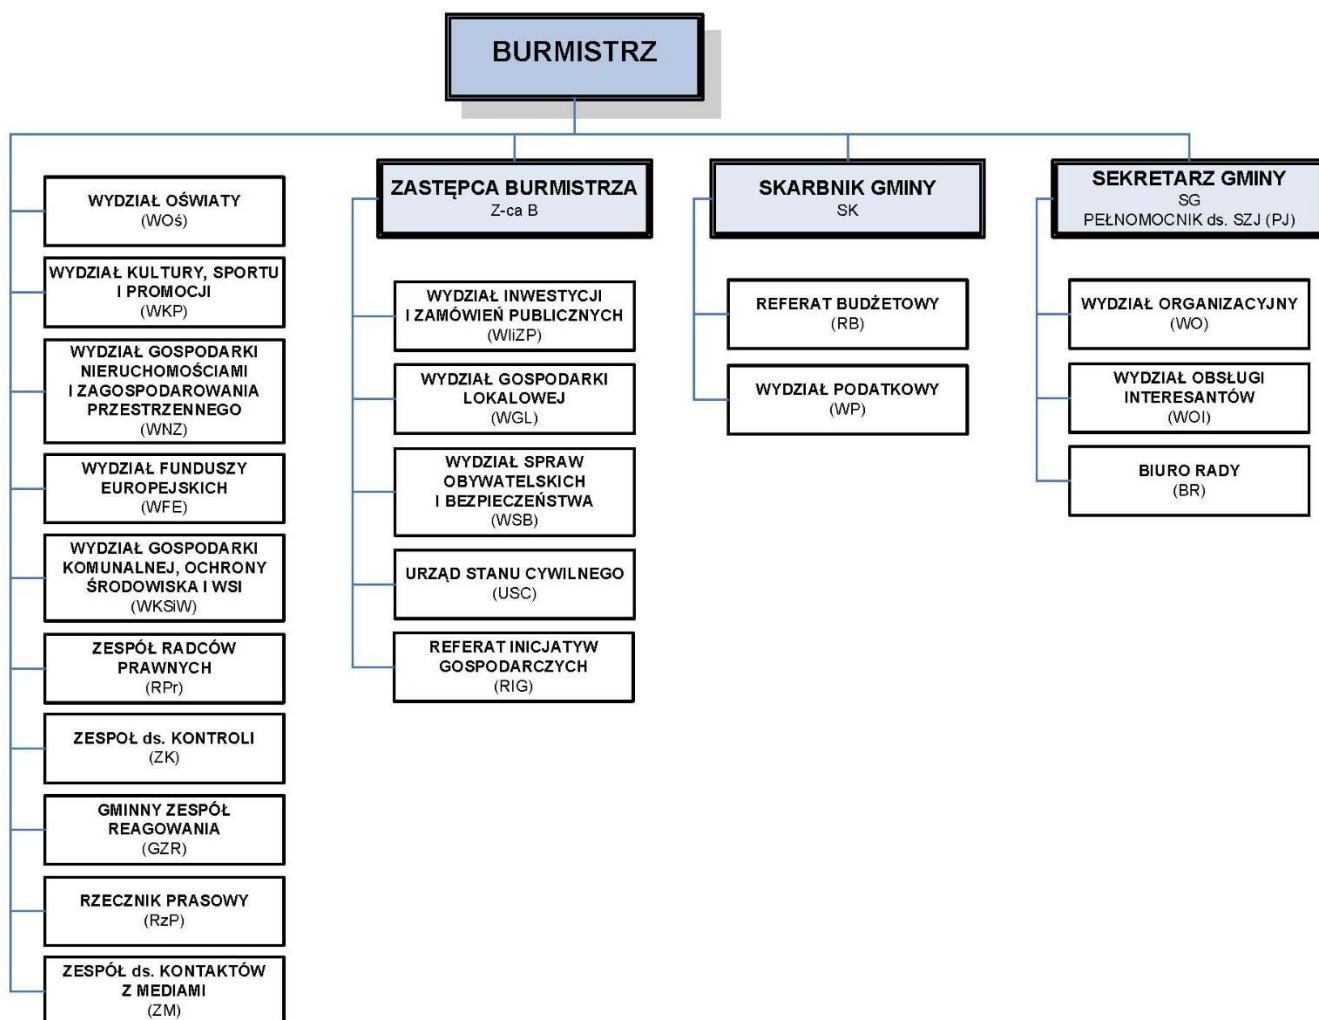 BURMISTRZ
WYDZIAŁ OŚWIATY
(WOś)
WYDZIAŁ KULTURY, SPORTU
I PROMOCJI
(WKP)
WYDZIAŁ GOSPODARKI
NIERUCHOMOŚCIAMI
I ZAGOSPODAROWANIA
PRZESTRZENNEGO
(WNZ)
WYDZIAŁ FUNDUSZY
EUROPEJSKICH
(WFE)
WYDZIAŁ GOSPODARKI
KOMUNALNEJ, OCHRONY
ŚRODOWISKA I WSI
(WKSiW)
ZESPÓŁ RADCÓW
PRAWNYCH
(RPr)
ZESPOŁ ds. KONTROLI
(ZK)
GMINNY ZESPÓŁ
REAGOWANIA
(GZR)
RZECZNIK PRASOWY
(RzP)
ZESPÓŁ ds. KONTAKTÓW
Z MEDIAMI
(ZM)
ZASTĘPCA BURMISTRZA
Z-ca B
WYDZIAŁ INWESTYCJI
I ZAMÓWIEŃ PUBLICZNYCH
(WIiZP)
WYDZIAŁ GOSPODARKI
LOKALOWEJ
(WGL)
WYDZIAŁ SPRAW
OBYWATELSKICH
I BEZPIECZEŃSTWA
(WSB)
URZĄD STANU CYWILNEGO
(USC)
REFERAT INICJATYW
GOSPODARCZYCH
(RIG)
SKARBNIK GMINY
SK
REFERAT BUDŻETOWY
(RB)
WYDZIAŁ PODATKOWY
(WP)
SEKRETARZ GMINY
SG
PEŁNOMOCNIK ds. SZJ (PJ)
WYDZIAŁ ORGANIZACYJNY
(WO)
WYDZIAŁ OBSŁUGI
INTERESANTÓW
(WOI)
BIURO RADY
(BR)